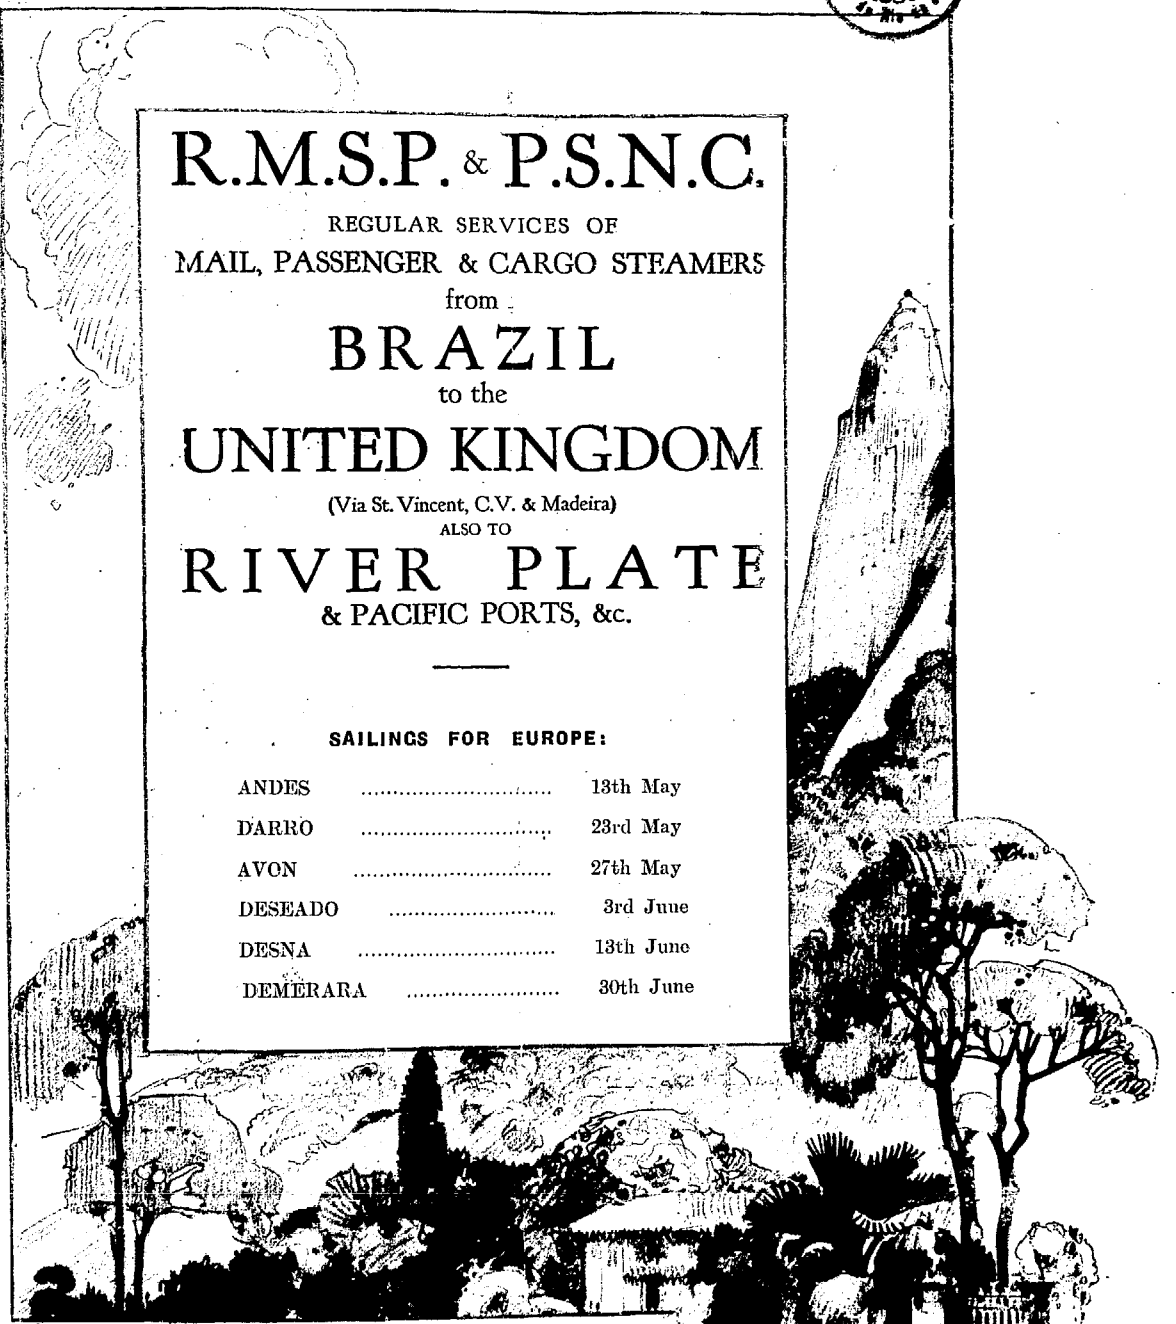 R.M.S.P. & P.S.N.C.
REGULAR SERVICES OF
MAIL, PASSENGER & CARGO STEAMERS
from
BRAZIL
to the
UNITED KINGDOM
(Via St. Vincent, C.V. & Madeira)
ALSO TO
RIVER PLATE
& PACIFIC PORTS, &c.
SAILINGS FOR EUROPE:
ANDES .............................. 13th May
DARRO .............................. 23rd May
AVON .............................. 27th May
DESEADO .......................... 3rd June
DESNA .............................. 13th June
DEMERARA ........................ 30th June